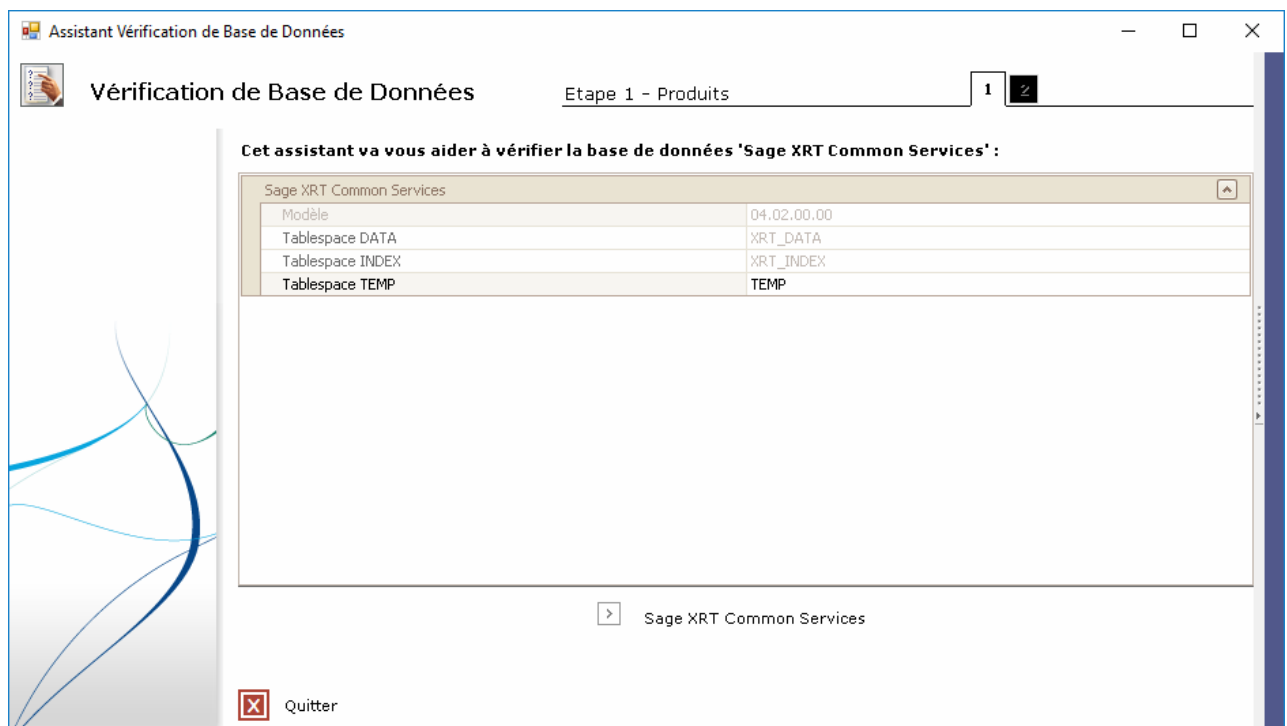 Assistant Vérification de Base de Données
Vérification de Base de Données
Etape 1 - Produits
1 2
Cet assistant va vous aider à vérifier la base de données 'Sage XRT Common Services' :
Sage XRT Common Services
Modèle 04.02.00.00
Tablespace DATA XRT_DATA
Tablespace INDEX XRT_INDEX
Tablespace TEMP TEMP
Sage XRT Common Services
Quitter